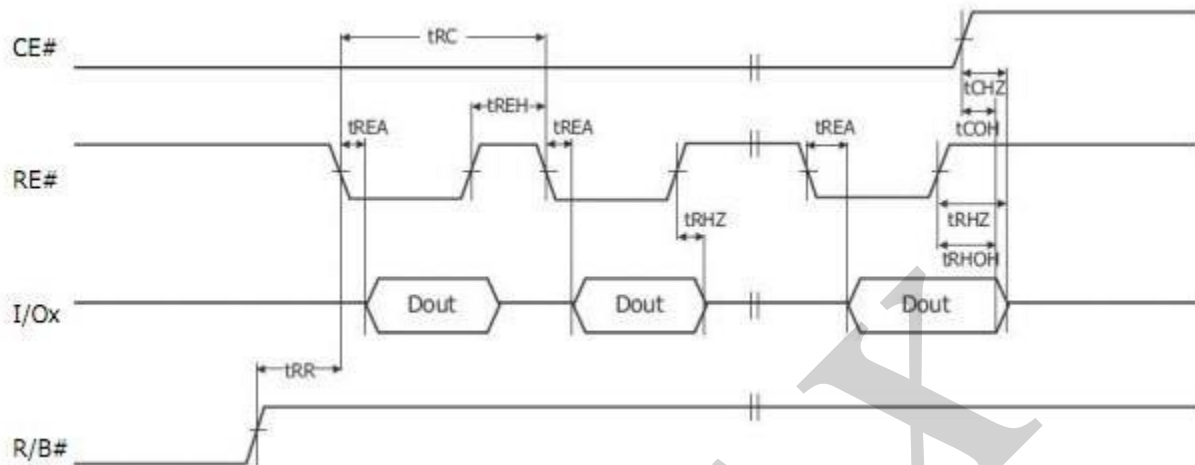 CE#
tRC
tCHZ
tREH
tCOH
tREA
tREA
tREA
RE#
tRHZ
tRHZ
tRHOH
I/Ox
Dout
Dout
Dout
tRR
R/B#
X